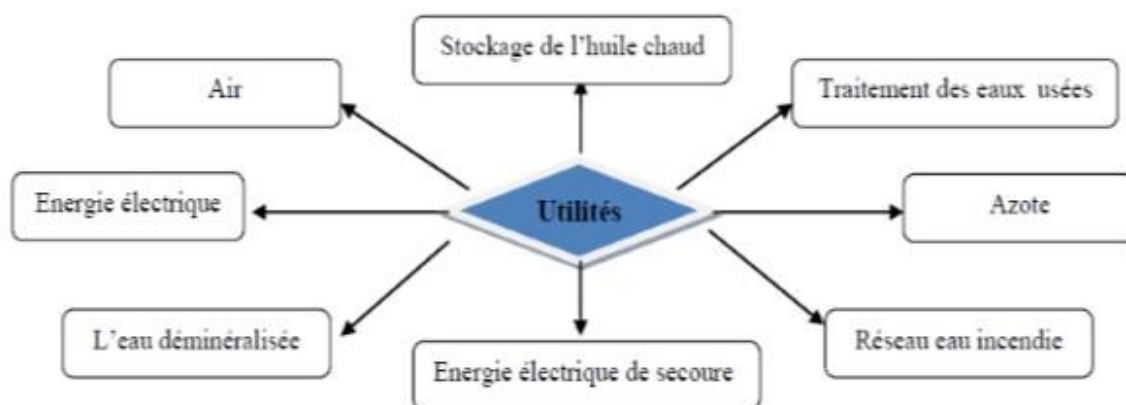 Stockage de l'huile chaud
Air
Traitement des eaux usées
Energie électrique
Utilités
Azote
L'eau déminéralisée
Réseau eau incendie
Energie électrique de secoure